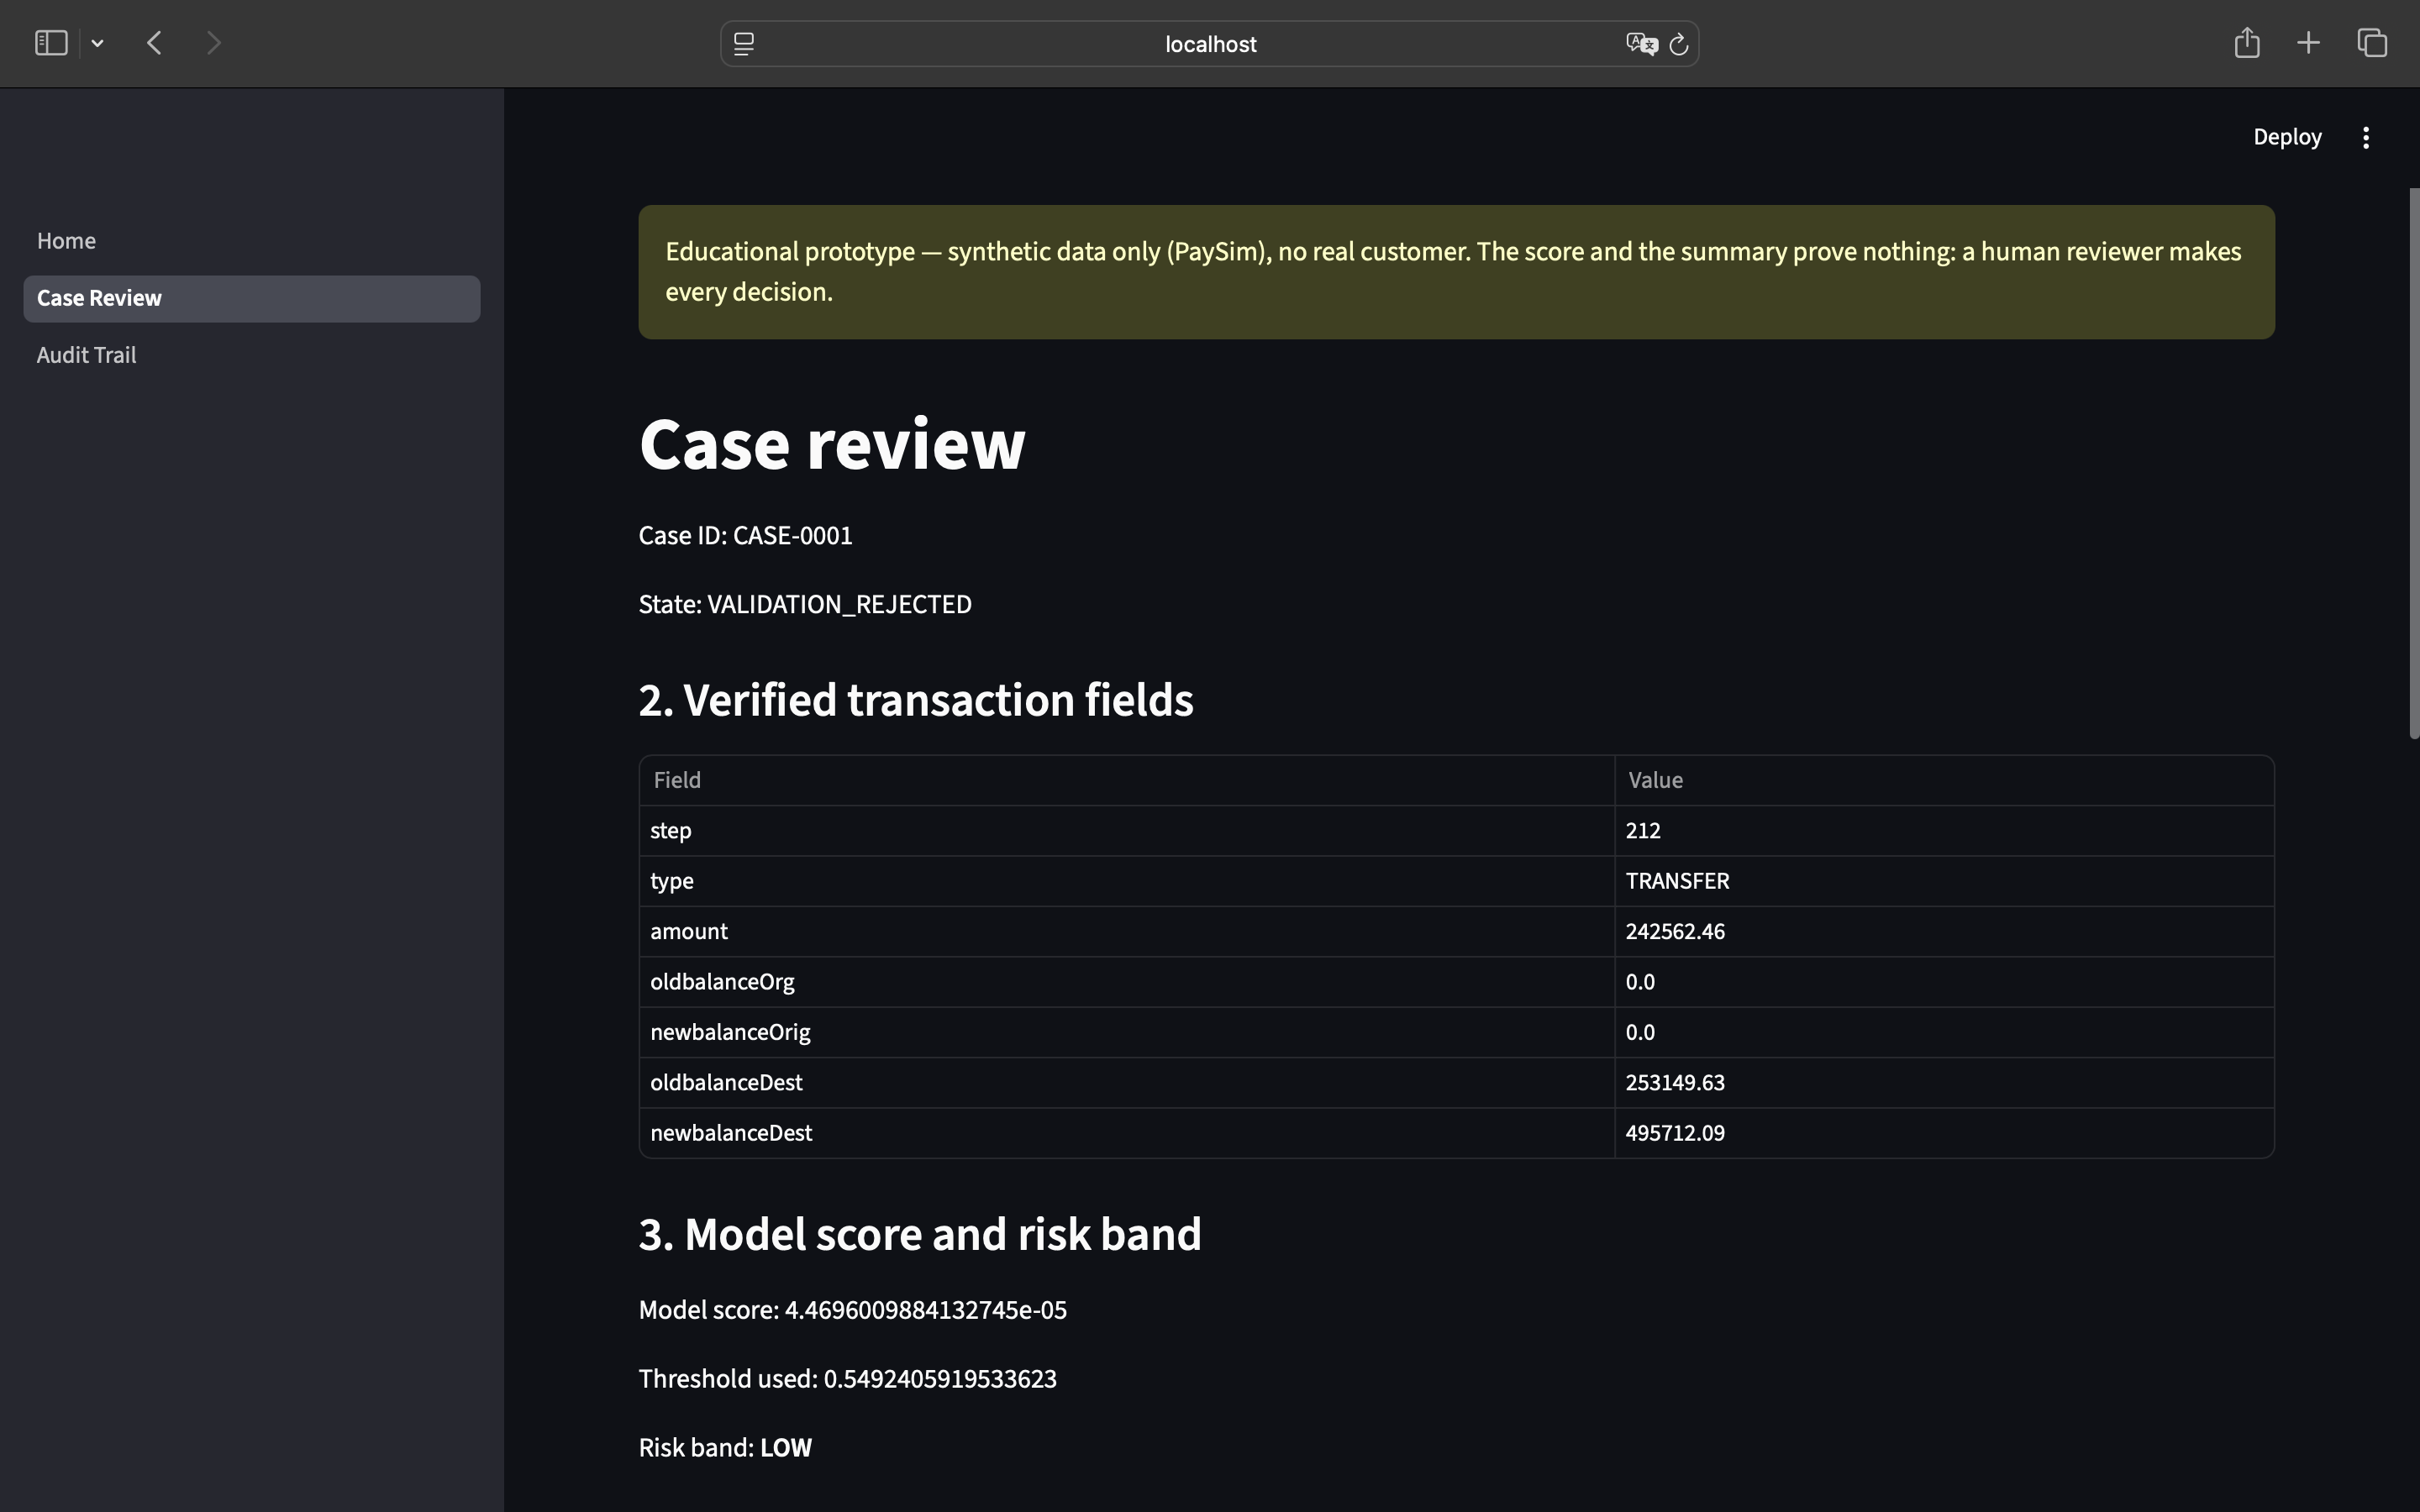 localhost
Deploy
Home
Case Review
Audit Trail
Educational prototype — synthetic data only (PaySim), no real customer. The score and the summary prove nothing: a human reviewer makes
every decision.
Case review
Case ID: CASE-0001
State: VALIDATION_REJECTED
2. Verified transaction fields
Field Value
step 212
type TRANSFER
amount 242562.46
oldbalanceOrg 0.0
newbalanceOrig 0.0
oldbalanceDest 253149.63
newbalanceDest 495712.09
3. Model score and risk band
Model score: 4.4696009884132745e-05
Threshold used: 0.5492405919533623
Risk band: LOW